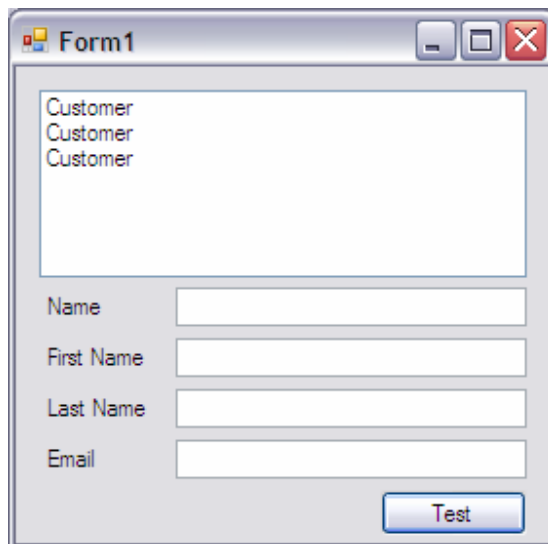 Form1
Customer
Customer
Customer
Name
First Name
Last Name
Email
Test